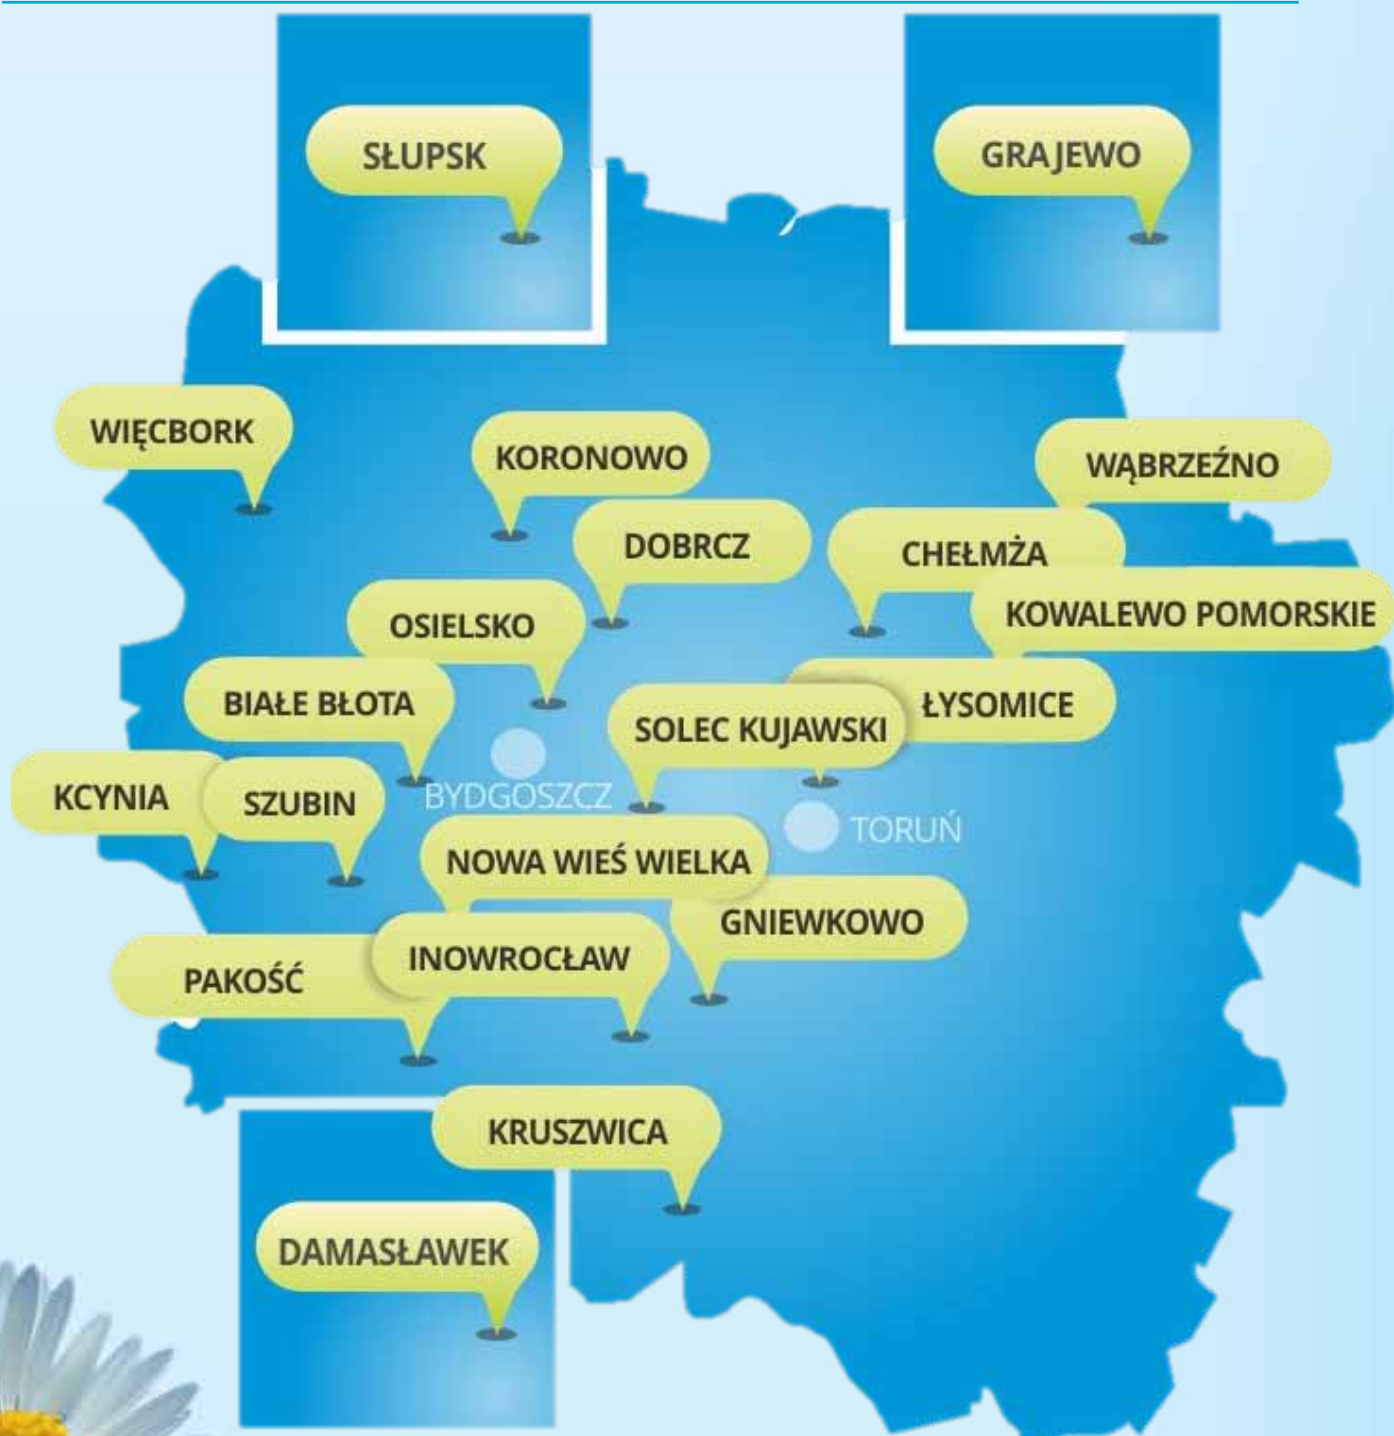 SŁUPSK
GRAJEWO
WIĘCBORK
KORONOWO
WĄBRZEŹNO
DOBRCZ
CHEŁMŻA
OSIELSKO
KOWALEWO POMORSKIE
BIAŁE BŁOTA
SOLEC KUJAWSKI
ŁYSOMICE
KCYNIA
SZUBIN
BYDGOSZCZ
TORUŃ
NOWA WIEŚ WIELKA
GNIEWKOWO
INOWROCŁAW
PAKOŚĆ
KRUSZWICA
DAMASŁAWEK